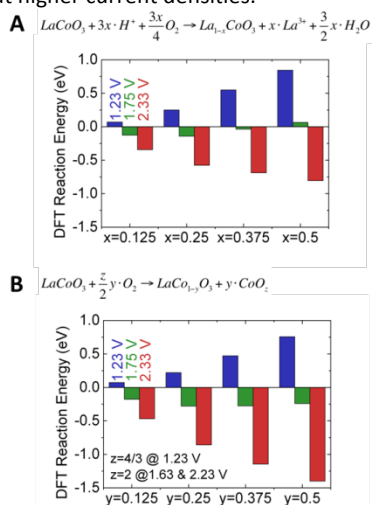 at higher current densities.
A LaCoO₃ + 3x·H⁺ + 3x/4 O₂ → La₁₋ₓCoO₃ + x·La³⁺ + 3/2 x·H₂O
DFT Reaction Energy (eV)
1.0
0.5
0.0
-0.5
-1.0
-1.5
1.23 V
1.75 V
2.33 V
x=0.125 x=0.25 x=0.375 x=0.5
B LaCoO₃ + z/2 y·O₂ → LaCo₁₋ᵧO₃ + y·CoO_z
DFT Reaction Energy (eV)
1.0
0.5
0.0
-0.5
-1.0
-1.5
1.23 V
1.75 V
2.33 V
z=4/3 @ 1.23 V
z=2 @1.63 & 2.23 V
y=0.125 y=0.25 y=0.375 y=0.5